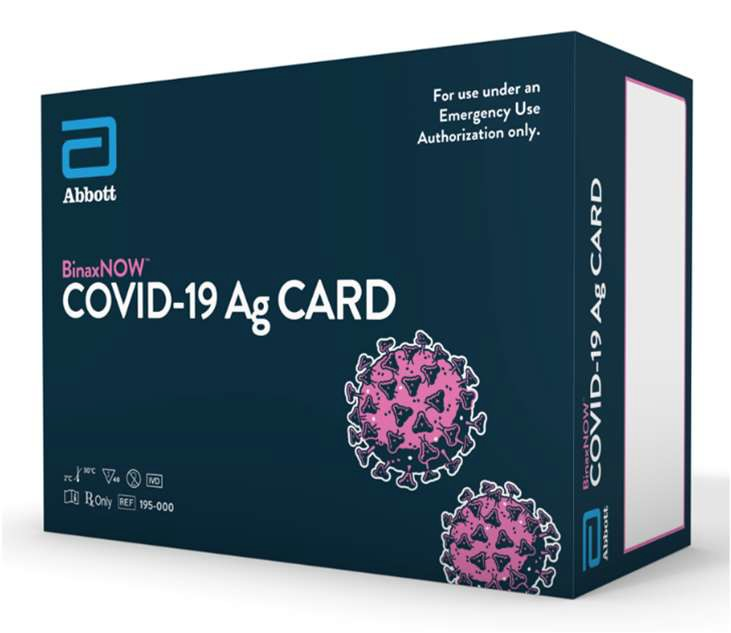 For use under an
Emergency Use
Authorization only.
Abbott
BinaxNOW™
COVID-19 Ag CARD
2°C 30°C 40 IVD
Rx Only REF 195-000
BinaxNOW™
COVID-19 Ag CARD
Abbott